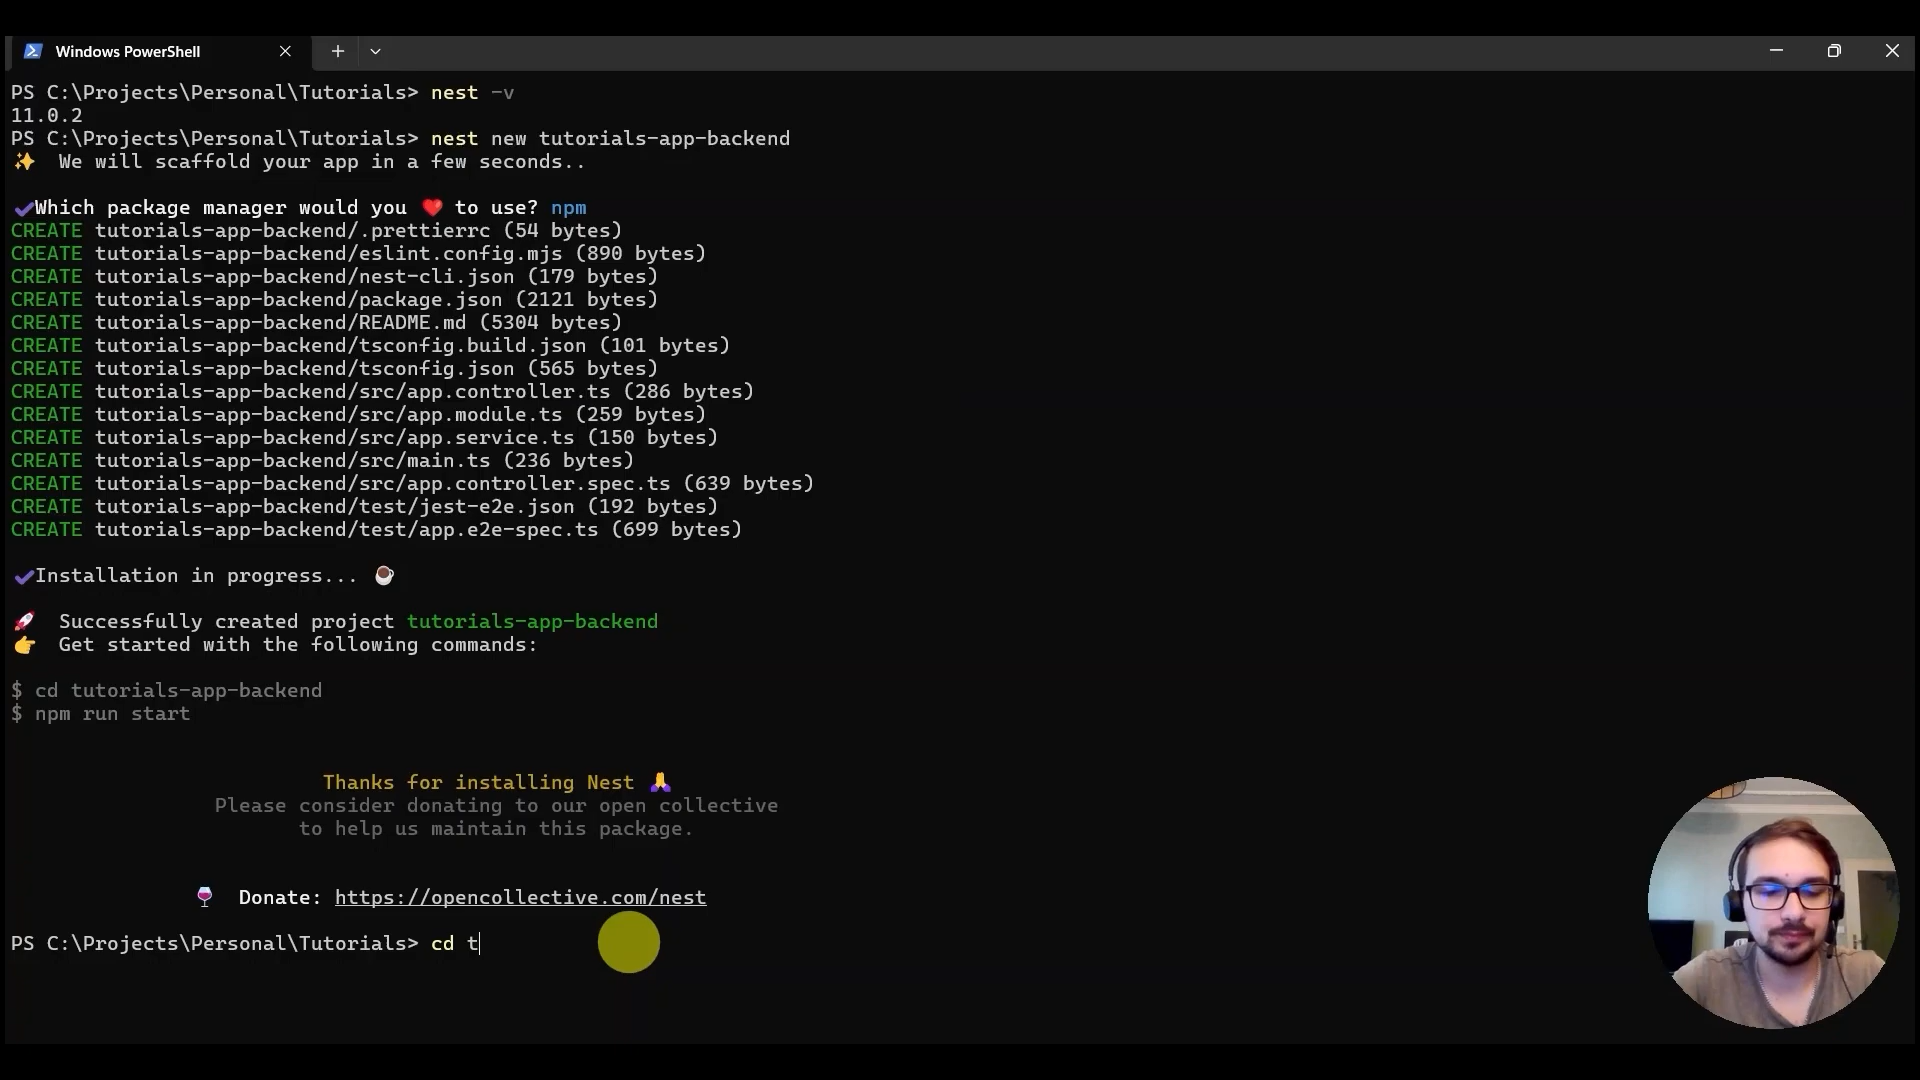 Windows PowerShell
PS C:\Projects\Personal\Tutorials> nest -v
11.0.2
PS C:\Projects\Personal\Tutorials> nest new tutorials-app-backend
✨ We will scaffold your app in a few seconds..
✔Which package manager would you ❤️ to use? npm
CREATE tutorials-app-backend/.prettierrc (54 bytes)
CREATE tutorials-app-backend/eslint.config.mjs (890 bytes)
CREATE tutorials-app-backend/nest-cli.json (179 bytes)
CREATE tutorials-app-backend/package.json (2121 bytes)
CREATE tutorials-app-backend/README.md (5304 bytes)
CREATE tutorials-app-backend/tsconfig.build.json (101 bytes)
CREATE tutorials-app-backend/tsconfig.json (565 bytes)
CREATE tutorials-app-backend/src/app.controller.ts (286 bytes)
CREATE tutorials-app-backend/src/app.module.ts (259 bytes)
CREATE tutorials-app-backend/src/app.service.ts (150 bytes)
CREATE tutorials-app-backend/src/main.ts (236 bytes)
CREATE tutorials-app-backend/src/app.controller.spec.ts (639 bytes)
CREATE tutorials-app-backend/test/jest-e2e.json (192 bytes)
CREATE tutorials-app-backend/test/app.e2e-spec.ts (699 bytes)
✔Installation in progress... ☕
🚀 Successfully created project tutorials-app-backend
👉 Get started with the following commands:
$ cd tutorials-app-backend
$ npm run start
Thanks for installing Nest 🙏
Please consider donating to our open collective
to help us maintain this package.
🍷 Donate: https://opencollective.com/nest
PS C:\Projects\Personal\Tutorials> cd t